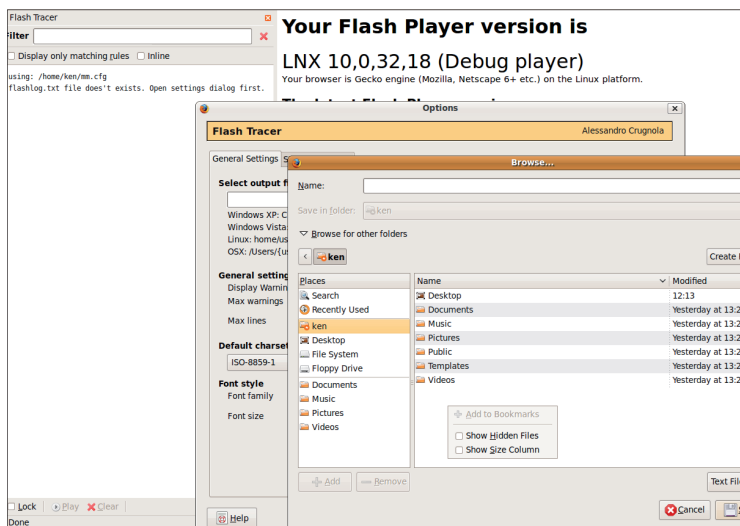 Flash Tracer
Filter
Display only matching rules Inline
using: /home/ken/mm.cfg
flashlog.txt file does't exists. Open settings dialog first.
Your Flash Player version is
LNX 10,0,32,18 (Debug player)
Your browser is Gecko engine (Mozilla, Netscape 6+ etc.) on the Linux platform.
Options
Flash Tracer
Alessandro Crugnola
General Settings S
Select output f
Windows XP: C
Windows Vista:
Linux: home/us
OSX: /Users/{u
General setting
Display Warnin
Max warnings
Max lines
Default charset
ISO-8859-1
Font style
Font family
Font size
Help
Browse...
Name:
Save in folder: ken
Browse for other folders
ken
Create
Places
Search
Recently Used
ken
Desktop
File System
Floppy Drive
Documents
Music
Pictures
Videos
Name Modified
Desktop 12:13
Documents Yesterday at 13:2
Music Yesterday at 13:2
Pictures Yesterday at 13:2
Public Yesterday at 13:2
Templates Yesterday at 13:2
Videos Yesterday at 13:2
Add to Bookmarks
Show Hidden Files
Show Size Column
Add Remove
Text Fil
Cancel
Lock Play Clear
Done